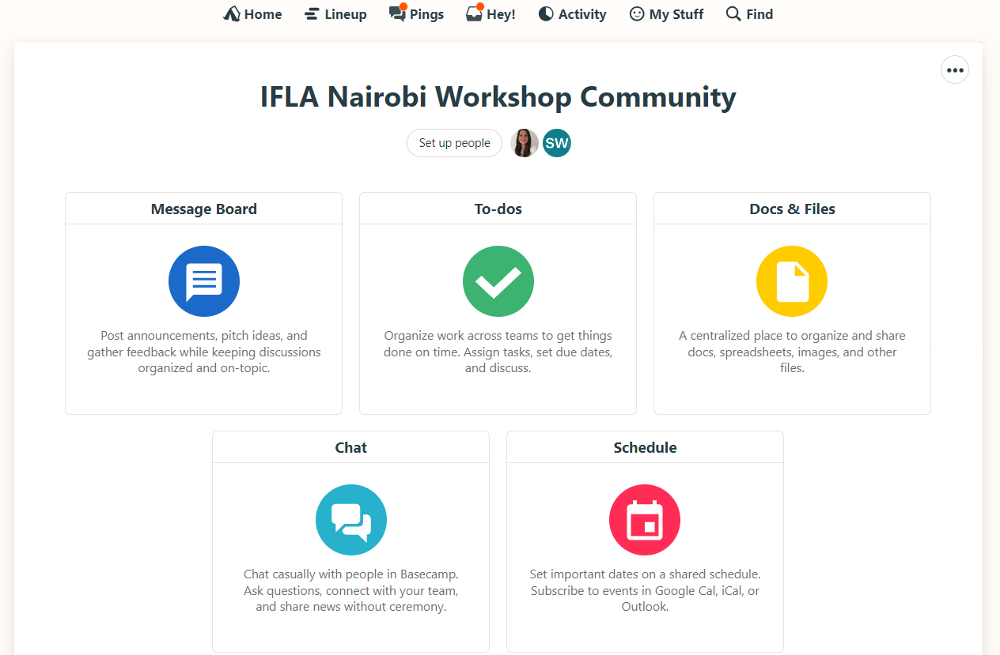 Home Lineup Pings Hey! Activity My Stuff Find
IFLA Nairobi Workshop Community
Set up people SW
Message Board
Post announcements, pitch ideas, and
gather feedback while keeping discussions
organized and on-topic.
To-dos
Organize work across teams to get things
done on time. Assign tasks, set due dates,
and discuss.
Docs & Files
A centralized place to organize and share
docs, spreadsheets, images, and other
files.
Chat
Chat casually with people in Basecamp.
Ask questions, connect with your team,
and share news without ceremony.
Schedule
Set important dates on a shared schedule.
Subscribe to events in Google Cal, iCal, or
Outlook.